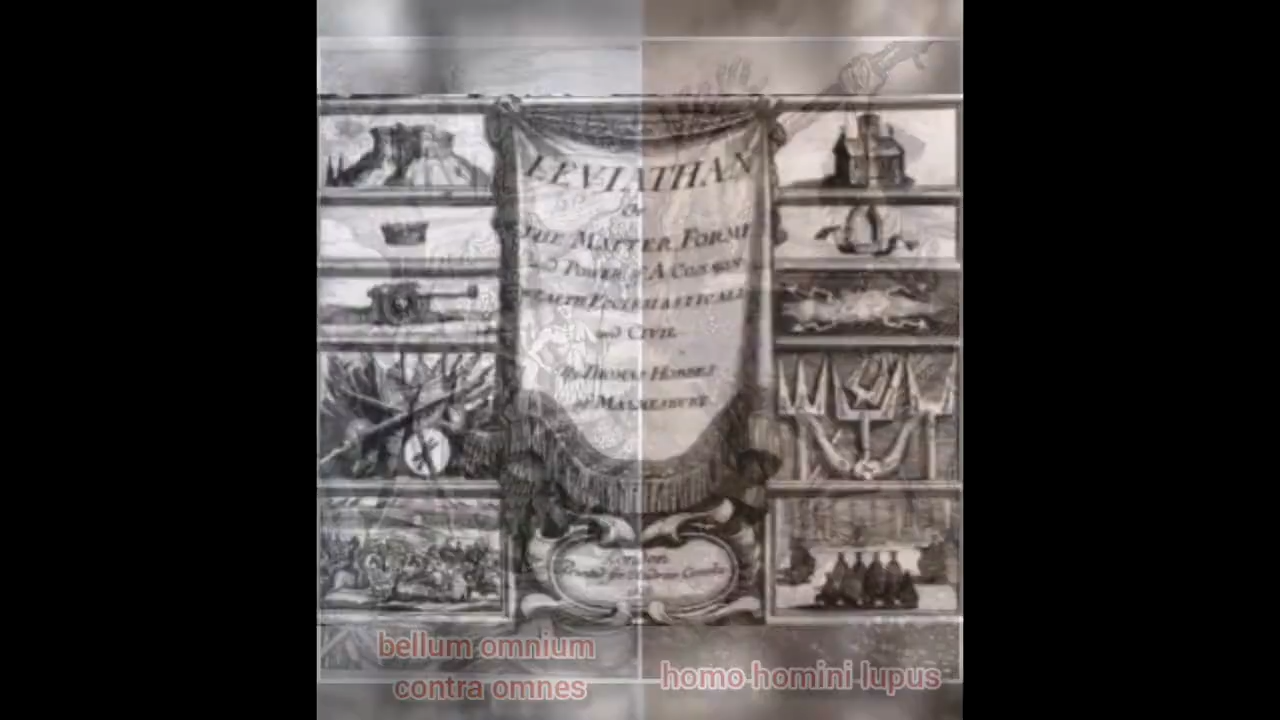 LEVIATHAN
Or
THE MATTER, FORME
and POWER of A COMMON
WEALTH ECCLESIASTICALL
and CIVIL
By THOMAS HOBBES
of MALMESBURY.
London
bellum omnium
contra omnes
homo homini lupus